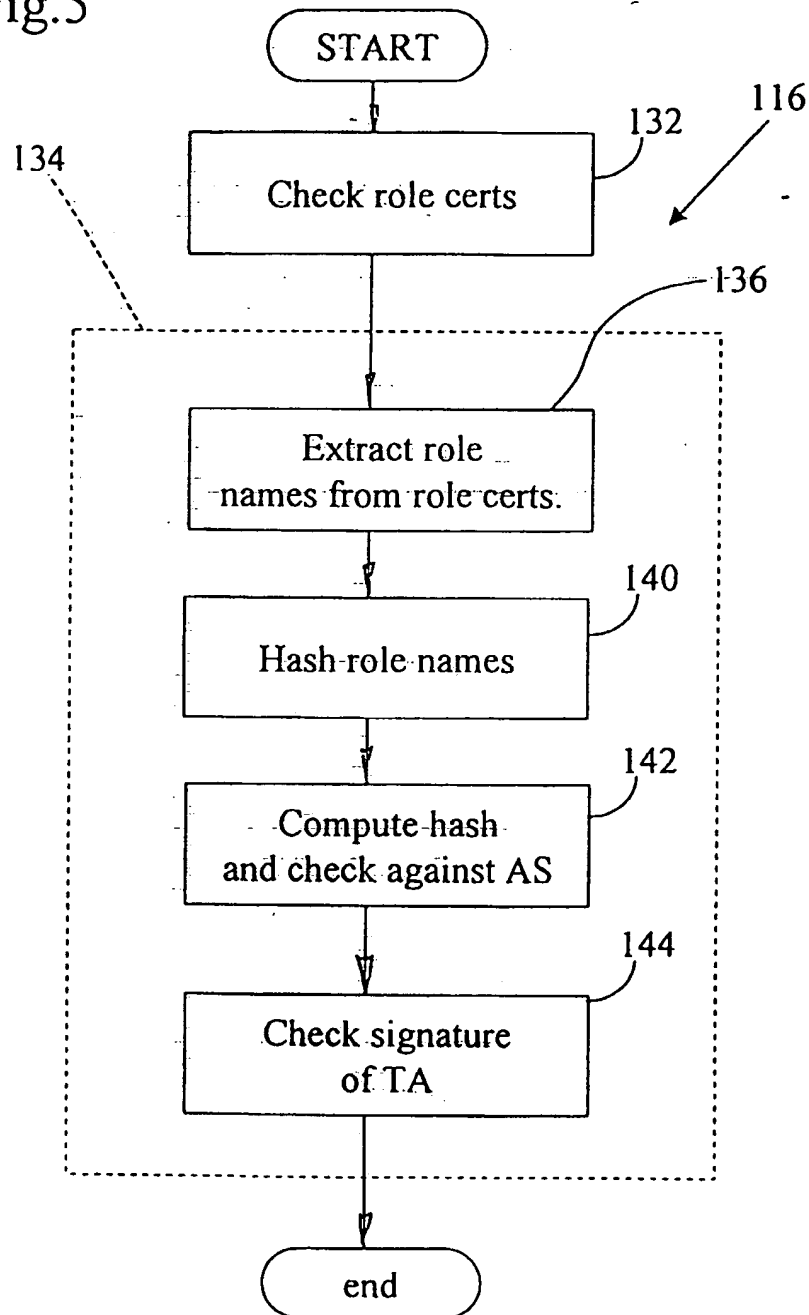 Fig.5
START
116
132
134
Check role certs
136
Extract role
names from role certs.
140
Hash role names
142
Compute hash
and check against AS
144
Check signature
of TA
end